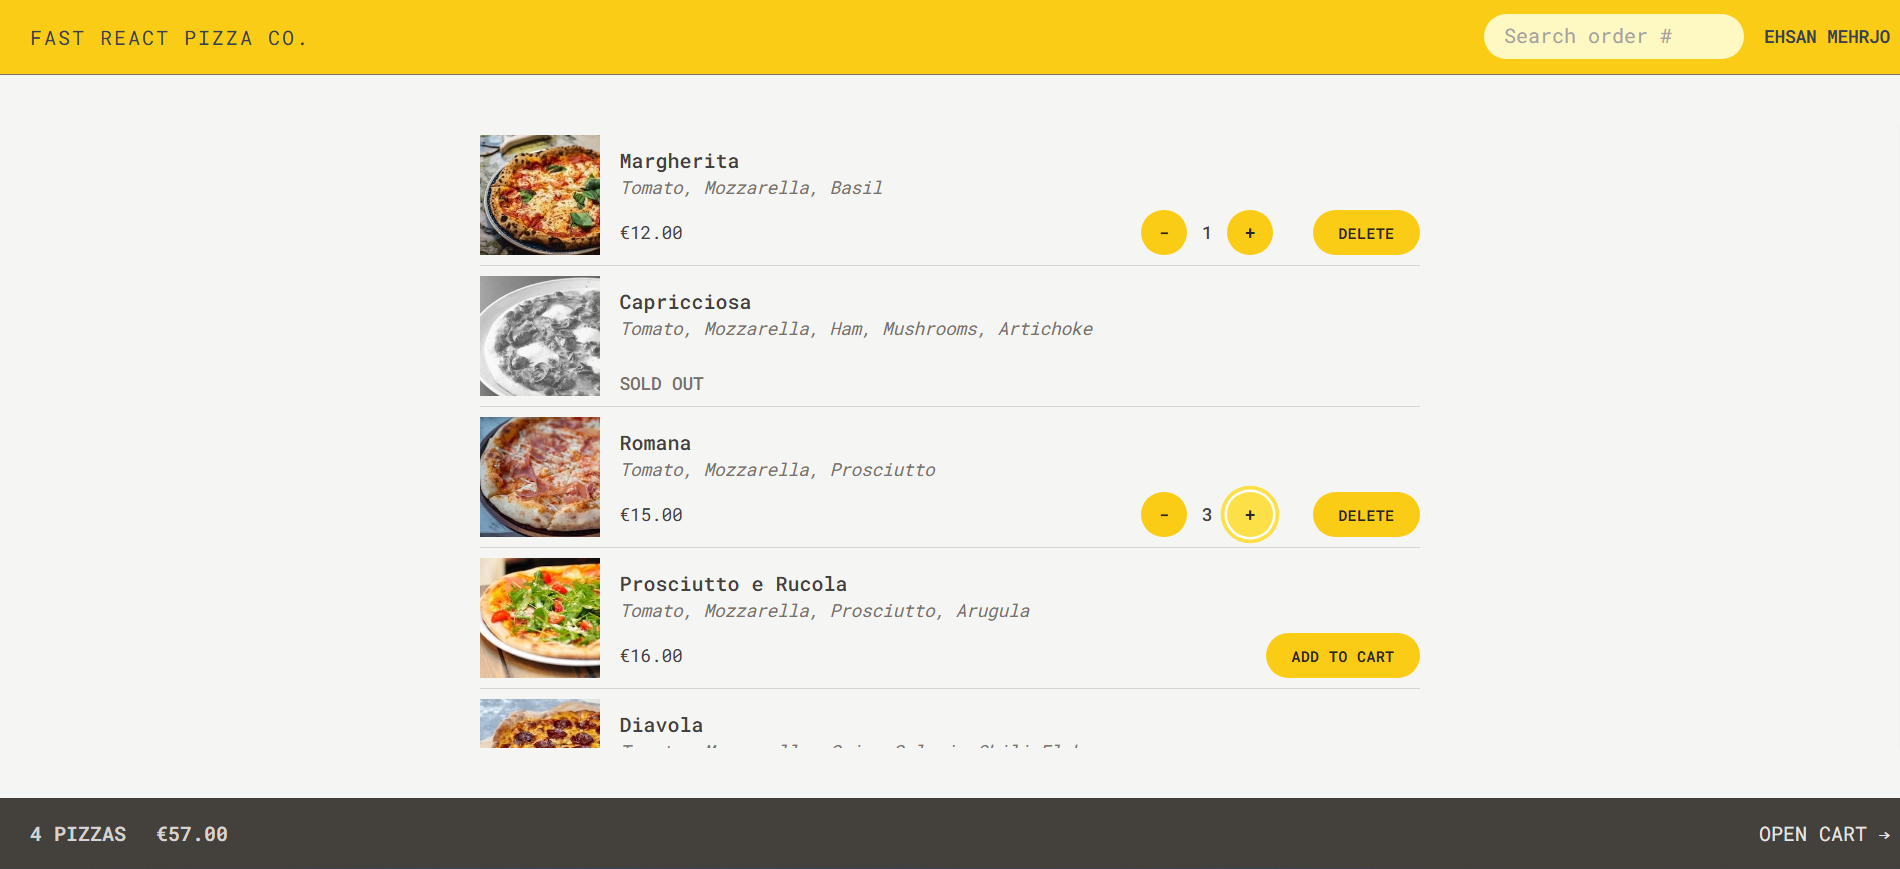 FAST REACT PIZZA CO.
Search order #
EHSAN MEHRJO
Margherita
Tomato, Mozzarella, Basil
€12.00
- 1 +
DELETE
Capricciosa
Tomato, Mozzarella, Ham, Mushrooms, Artichoke
SOLD OUT
Romana
Tomato, Mozzarella, Prosciutto
€15.00
- 3 +
DELETE
Prosciutto e Rucola
Tomato, Mozzarella, Prosciutto, Arugula
€16.00
ADD TO CART
Diavola
4 PIZZAS €57.00
OPEN CART →